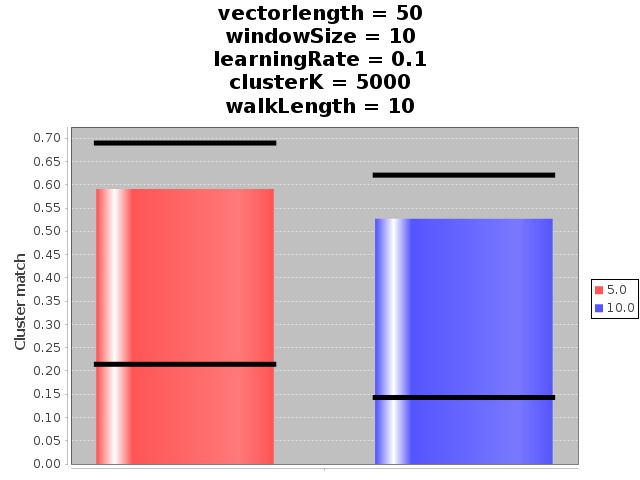 vectorlength = 50
windowSize = 10
learningRate = 0.1
clusterK = 5000
walkLength = 10
0.70
0.65
0.60
0.55
0.50
0.45
0.40
0.35
0.30
0.25
0.20
0.15
0.10
0.05
0.00
Cluster match
5.0
10.0